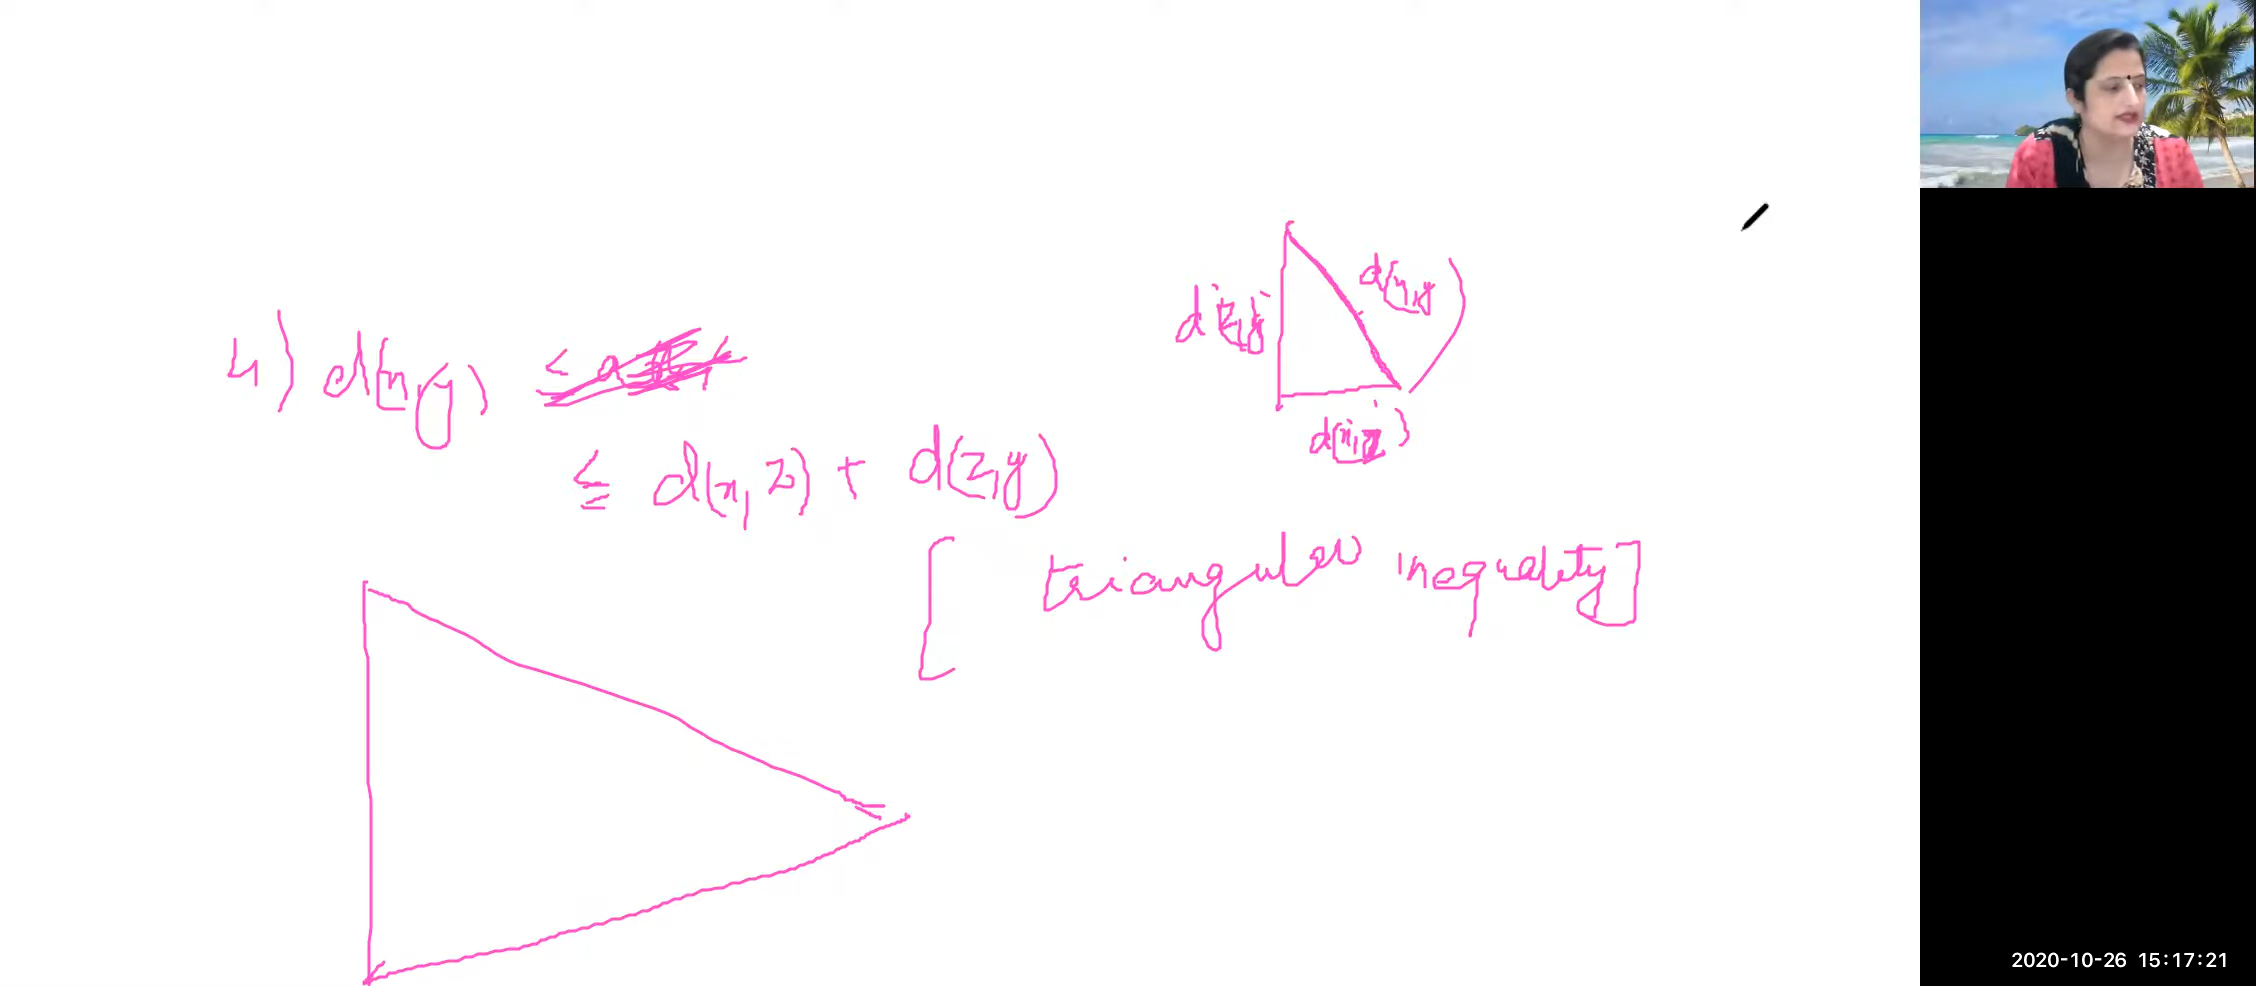 4) d(x,y)
≤ d(x,z) + d(z,y)
[ triangular inequality]
d(z,y)
d(x,y)
d(x,z)
2020-10-26 15:17:21